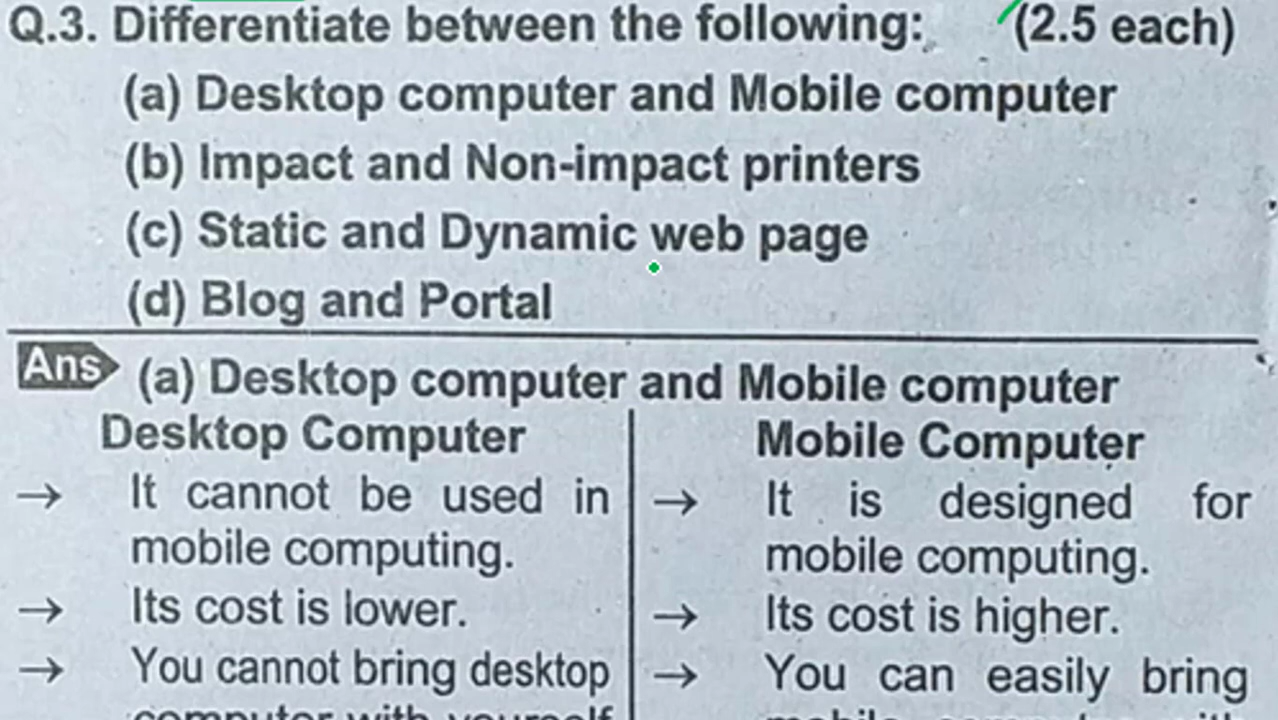 Q.3. Differentiate between the following: (2.5 each)
(a) Desktop computer and Mobile computer
(b) Impact and Non-impact printers
(c) Static and Dynamic web page
(d) Blog and Portal
Ans (a) Desktop computer and Mobile computer
Desktop Computer
→ It cannot be used in
mobile computing.
→ Its cost is lower.
→ You cannot bring desktop
computer with yourself
Mobile Computer
→ It is designed for
mobile computing.
→ Its cost is higher.
→ You can easily bring